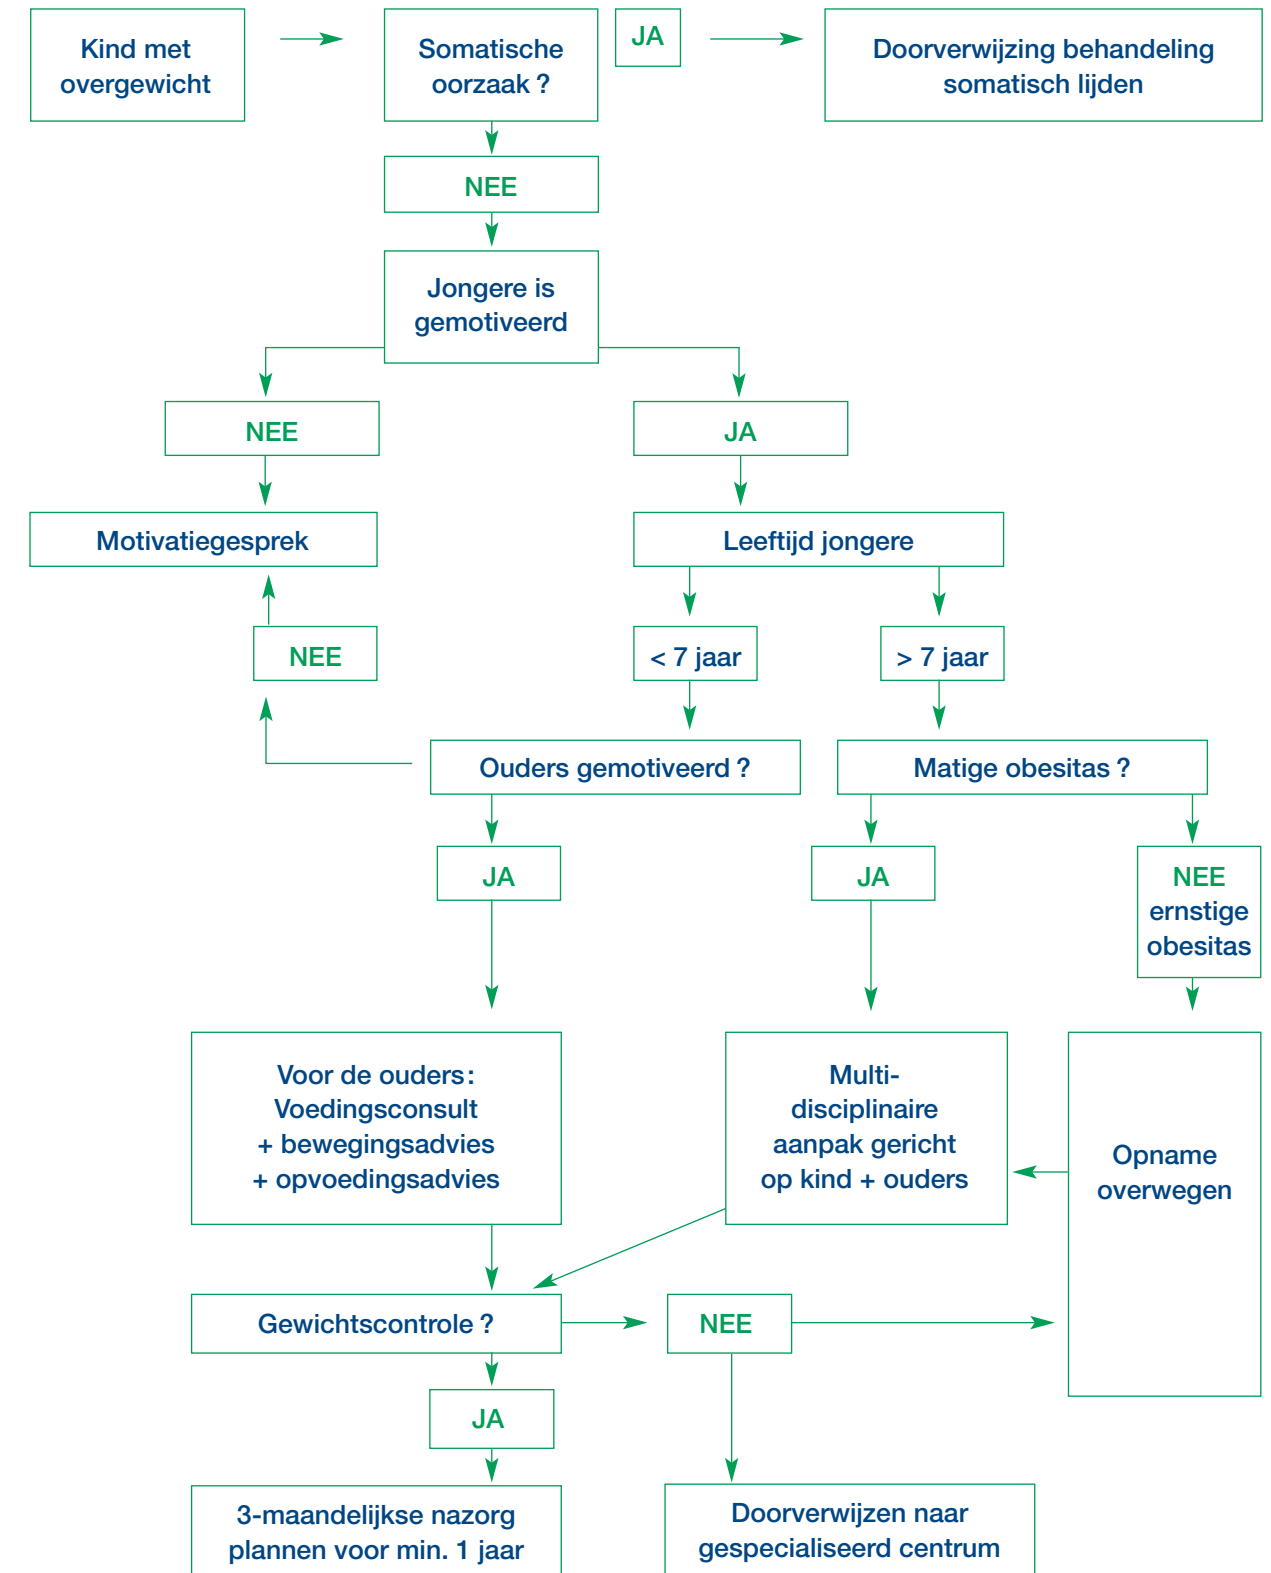 Kind met
overgewicht
Somatische
oorzaak ?
JA
Doorverwijzing behandeling
somatisch lijden
NEE
Jongere is
gemotiveerd
NEE
JA
Motivatiegesprek
Leeftijd jongere
NEE
< 7 jaar
> 7 jaar
Ouders gemotiveerd ?
Matige obesitas ?
JA
JA
NEE
ernstige
obesitas
Voor de ouders:
Voedingsconsult
+ bewegingsadvies
+ opvoedingsadvies
Multi-
disciplinaire
aanpak gericht
op kind + ouders
Opname
overwegen
Gewichtscontrole ?
NEE
JA
3-maandelijkse nazorg
plannen voor min. 1 jaar
Doorverwijzen naar
gespecialiseerd centrum